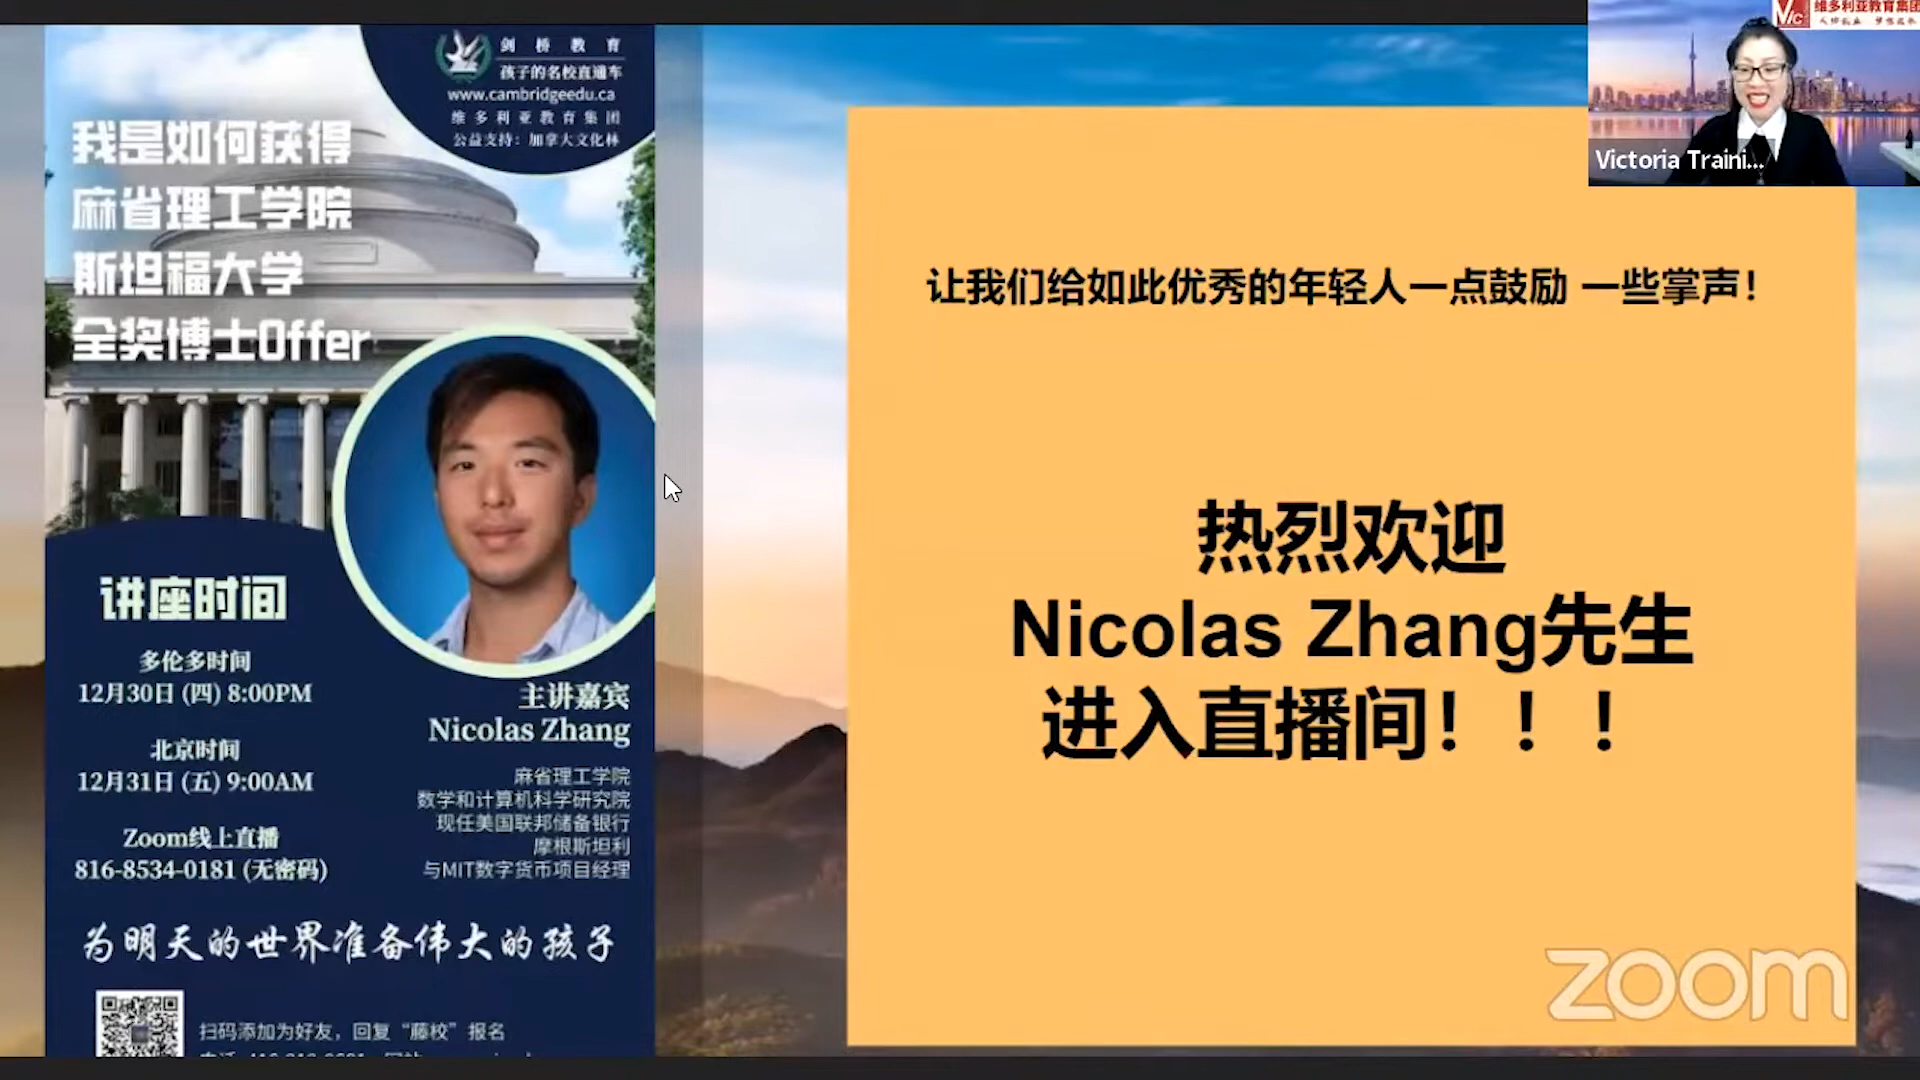 剑桥教育
孩子的名校直通车
www.cambridgeedu.ca
维多利亚教育集团
公益支持：加拿大文化林
我是如何获得
麻省理工学院
斯坦福大学
全奖博士Offer
讲座时间
多伦多时间
12月30日 (四) 8:00PM
北京时间
12月31日 (五) 9:00AM
Zoom线上直播
816-8534-0181 (无密码)
主讲嘉宾
Nicolas Zhang
麻省理工学院
数学和计算机科学研究院
现任美国联邦储备银行
摩根斯坦利
与MIT数字货币项目经理
为明天的世界准备伟大的孩子
扫码添加为好友，回复“藤校”报名
让我们给如此优秀的年轻人一点鼓励 一些掌声！
热烈欢迎
Nicolas Zhang先生
进入直播间！！！
Vic
维多利亚教育集团
Victoria Traini...
zoom